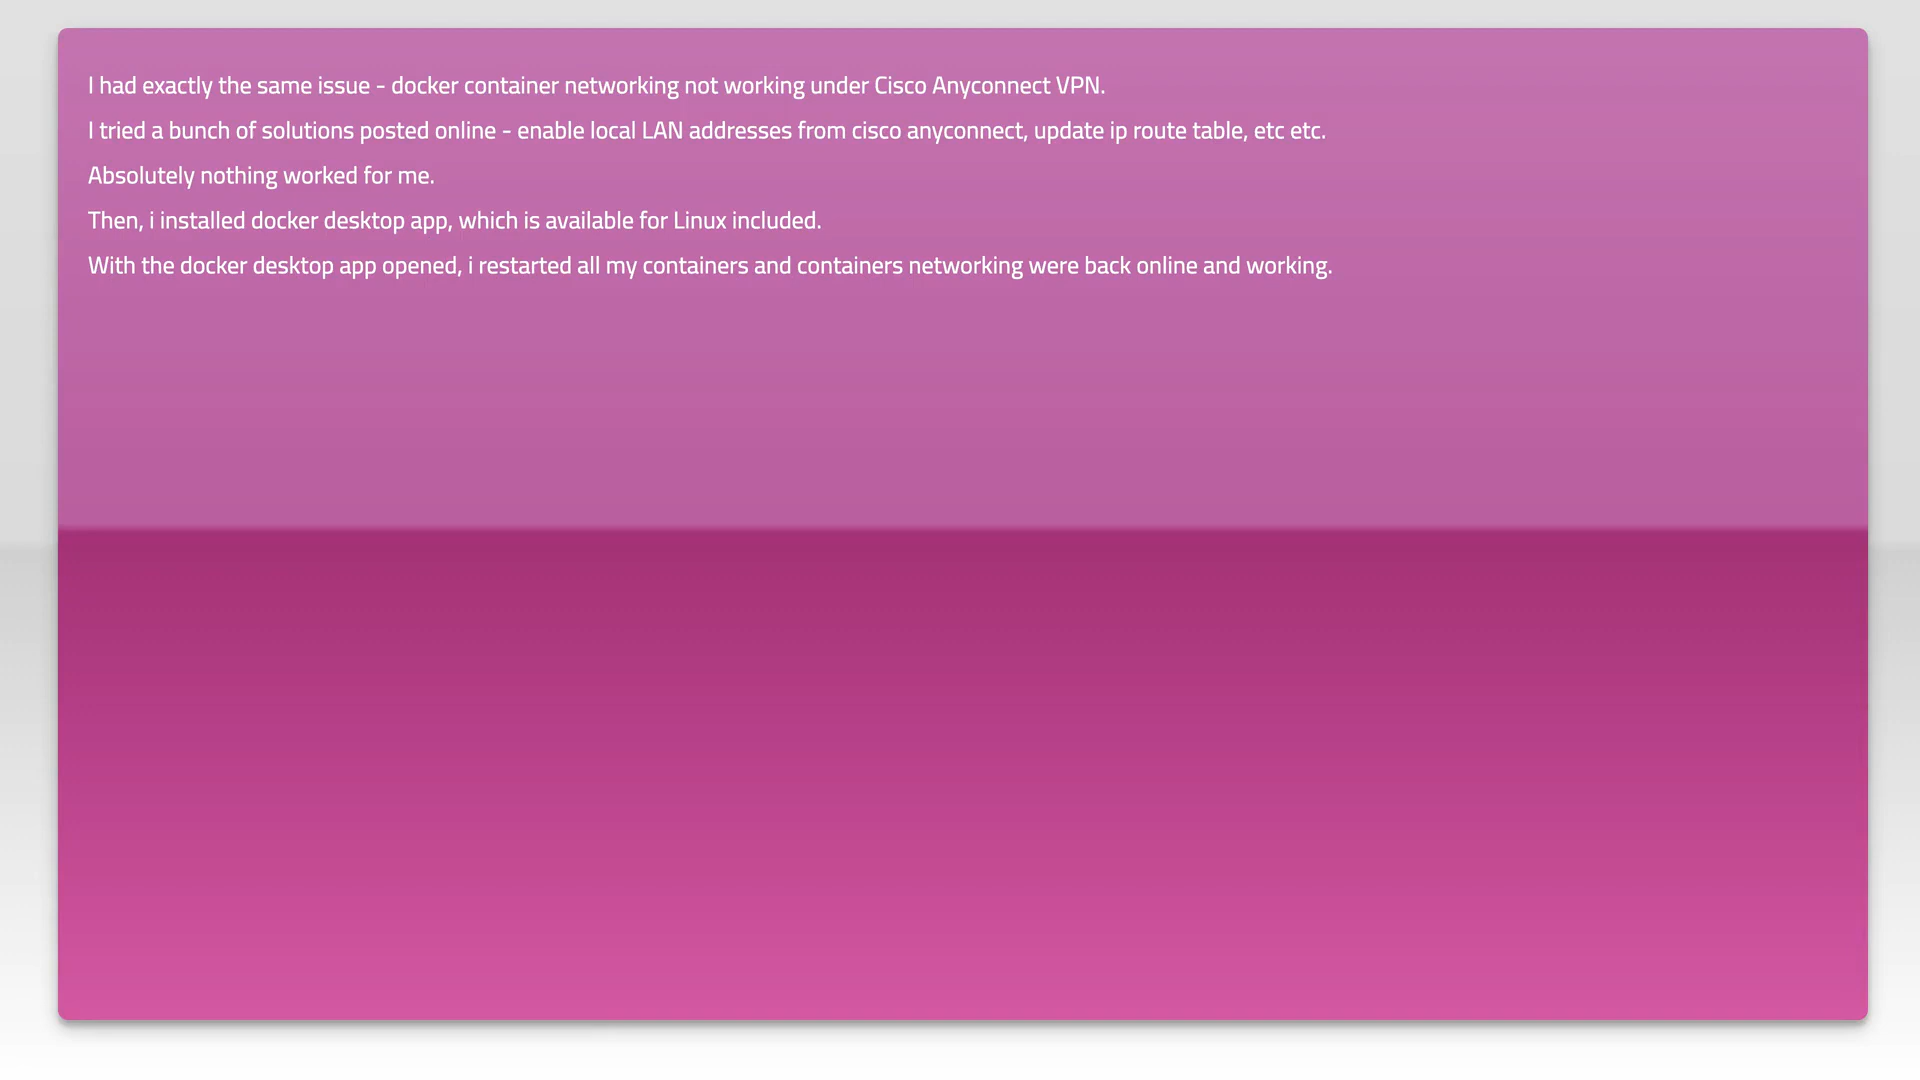 I had exactly the same issue - docker container networking not working under Cisco Anyconnect VPN.
I tried a bunch of solutions posted online - enable local LAN addresses from cisco anyconnect, update ip route table, etc etc.
Absolutely nothing worked for me.
Then, i installed docker desktop app, which is available for Linux included.
With the docker desktop app opened, i restarted all my containers and containers networking were back online and working.